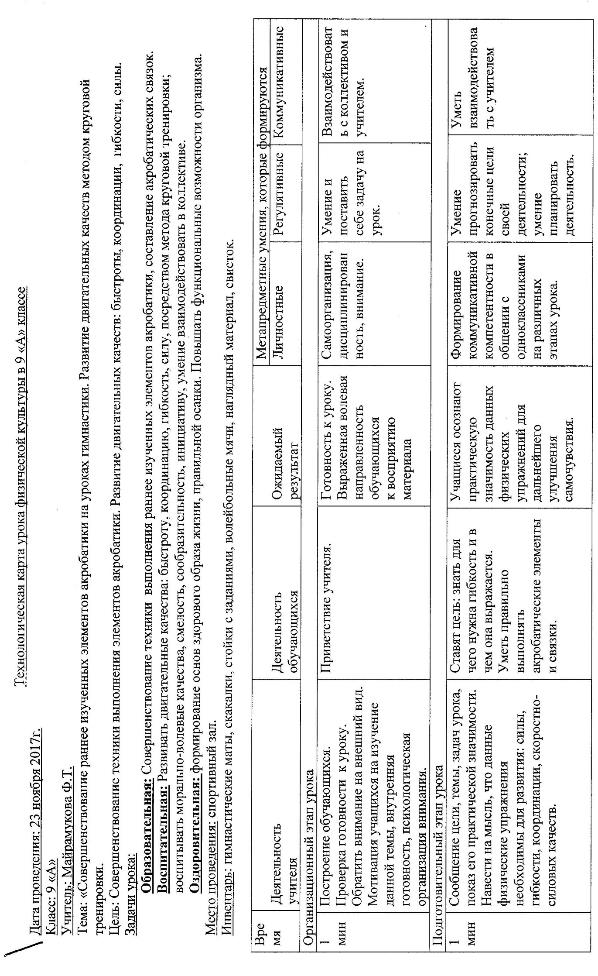 Технологическая карта урока физической культуры в 9 «А» классе
Дата проведения: 23 ноября 2017г.
Класс: 9 «А»
Учитель: Майрамукова Ф.Т.
Тема: «Совершенствование раннее изученных элементов акробатики на уроках гимнастики. Развитие двигательных качеств методом круговой
тренировки.
Цель: Совершенствование техники выполнения элементов акробатики. Развитие двигательных качеств: быстроты, координации, гибкости, силы.
Задачи урока:
Образовательная: Совершенствование техники выполнения раннее изученных элементов акробатики, составление акробатических связок.
Воспитательная: Развивать двигательные качества: быстроту, координацию, гибкость, силу, посредством метода круговой тренировки;
воспитывать морально-волевые качества, смелость, сообразительность, инициативу, умение взаимодействовать в коллективе.
Оздоровительная: формирование основ здорового образа жизни, правильной осанки. Повышать функциональные возможности организма.
Место проведения: спортивный зал.
Инвентарь: гимнастические маты, скакалки, стойки с заданиями, волейбольные мячи, наглядный материал, свисток.
Вре
мя
Деятельность
учителя
Деятельность
обучающихся
Ожидаемый
результат
Метапредметные умения, которые формируются
Личностные
Регулятивные
Коммуникативные
Организационный этап урока
1
мин
Построение обучающихся.
Проверка готовности к уроку.
Обратить внимание на внешний вид.
Мотивация учащихся на изучение
данной темы, внутренняя
готовность, психологическая
организация внимания.
Приветствие учителя.
Готовность к уроку.
Выраженная волевая
направленность
обучающихся
к восприятию
материала
Самоорганизация,
дисциплинирован
ность, внимание.
Умение и
поставить
себе задачу на
урок.
Взаимодействоват
ь с коллективом и
учителем.
Подготовительный этап урока
1
мин
Сообщение цели, темы, задач урока,
показ его практической значимости.
Навести на мысль, что данные
физические упражнения
необходимы для развития: силы,
гибкости, координации, скоростно-
силовых качеств.
Ставят цель: знать для
чего нужна гибкость и в
чем она выражается.
Уметь правильно
выполнять
акробатические элементы
и связки.
Учащиеся осознают
практическую
значимость данных
физических
упражнений для
дальнейшего
улучшения
самочувствия.
Формирование
коммуникативной
компетентности в
общении с
одноклассниками
на различных
этапах урока.
Умение
прогнозировать
конечные цели
своей
деятельности;
умение
планировать
деятельность.
Уметь
взаимодействова
ть с учителем